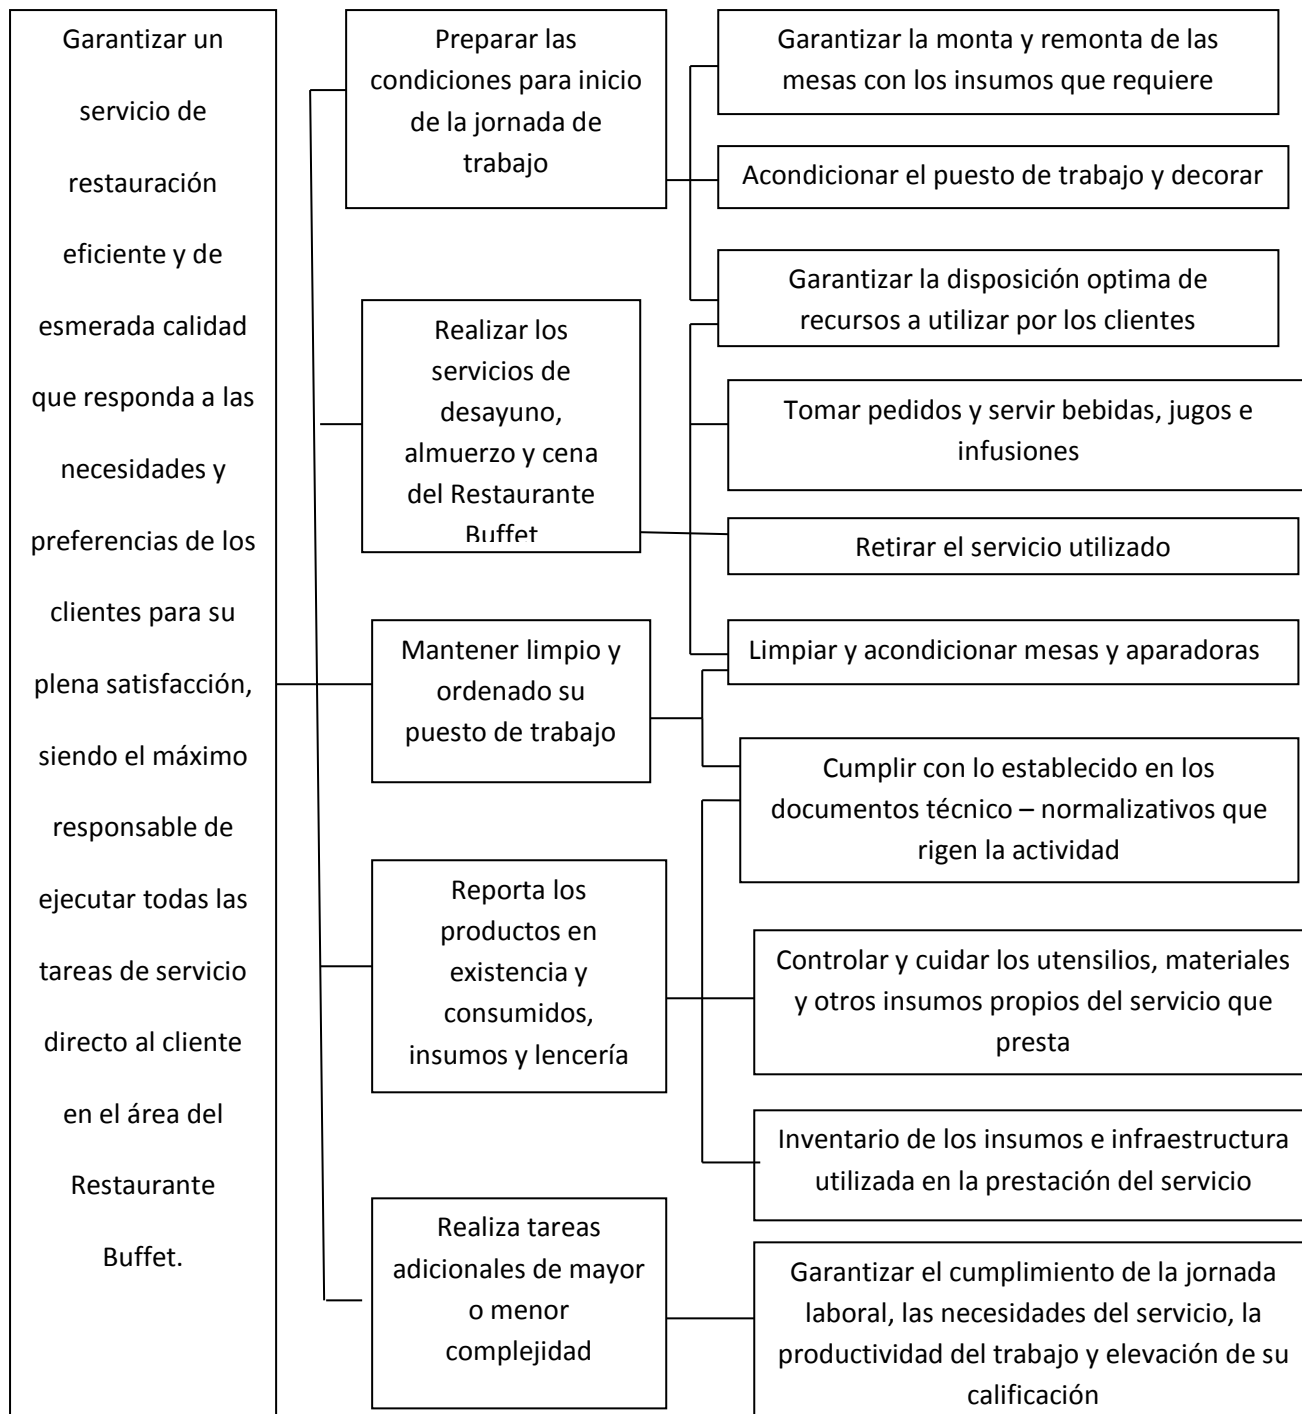 Garantizar un
servicio de
restauración
eficiente y de
esmerada calidad
que responda a las
necesidades y
preferencias de los
clientes para su
plena satisfacción,
siendo el máximo
responsable de
ejecutar todas las
tareas de servicio
directo al cliente
en el área del
Restaurante
Buffet.
Preparar las
condiciones para inicio
de la jornada de
trabajo
Realizar los
servicios de
desayuno,
almuerzo y cena
del Restaurante
Buffet
Mantener limpio y
ordenado su
puesto de trabajo
Reporta los
productos en
existencia y
consumidos,
insumos y lencería
Realiza tareas
adicionales de mayor
o menor
complejidad
Garantizar la monta y remonta de las
mesas con los insumos que requiere
Acondicionar el puesto de trabajo y decorar
Garantizar la disposición optima de
recursos a utilizar por los clientes
Tomar pedidos y servir bebidas, jugos e
infusiones
Retirar el servicio utilizado
Limpiar y acondicionar mesas y aparadoras
Cumplir con lo establecido en los
documentos técnico – normalizativos que
rigen la actividad
Controlar y cuidar los utensilios, materiales
y otros insumos propios del servicio que
presta
Inventario de los insumos e infraestructura
utilizada en la prestación del servicio
Garantizar el cumplimiento de la jornada
laboral, las necesidades del servicio, la
productividad del trabajo y elevación de su
calificación